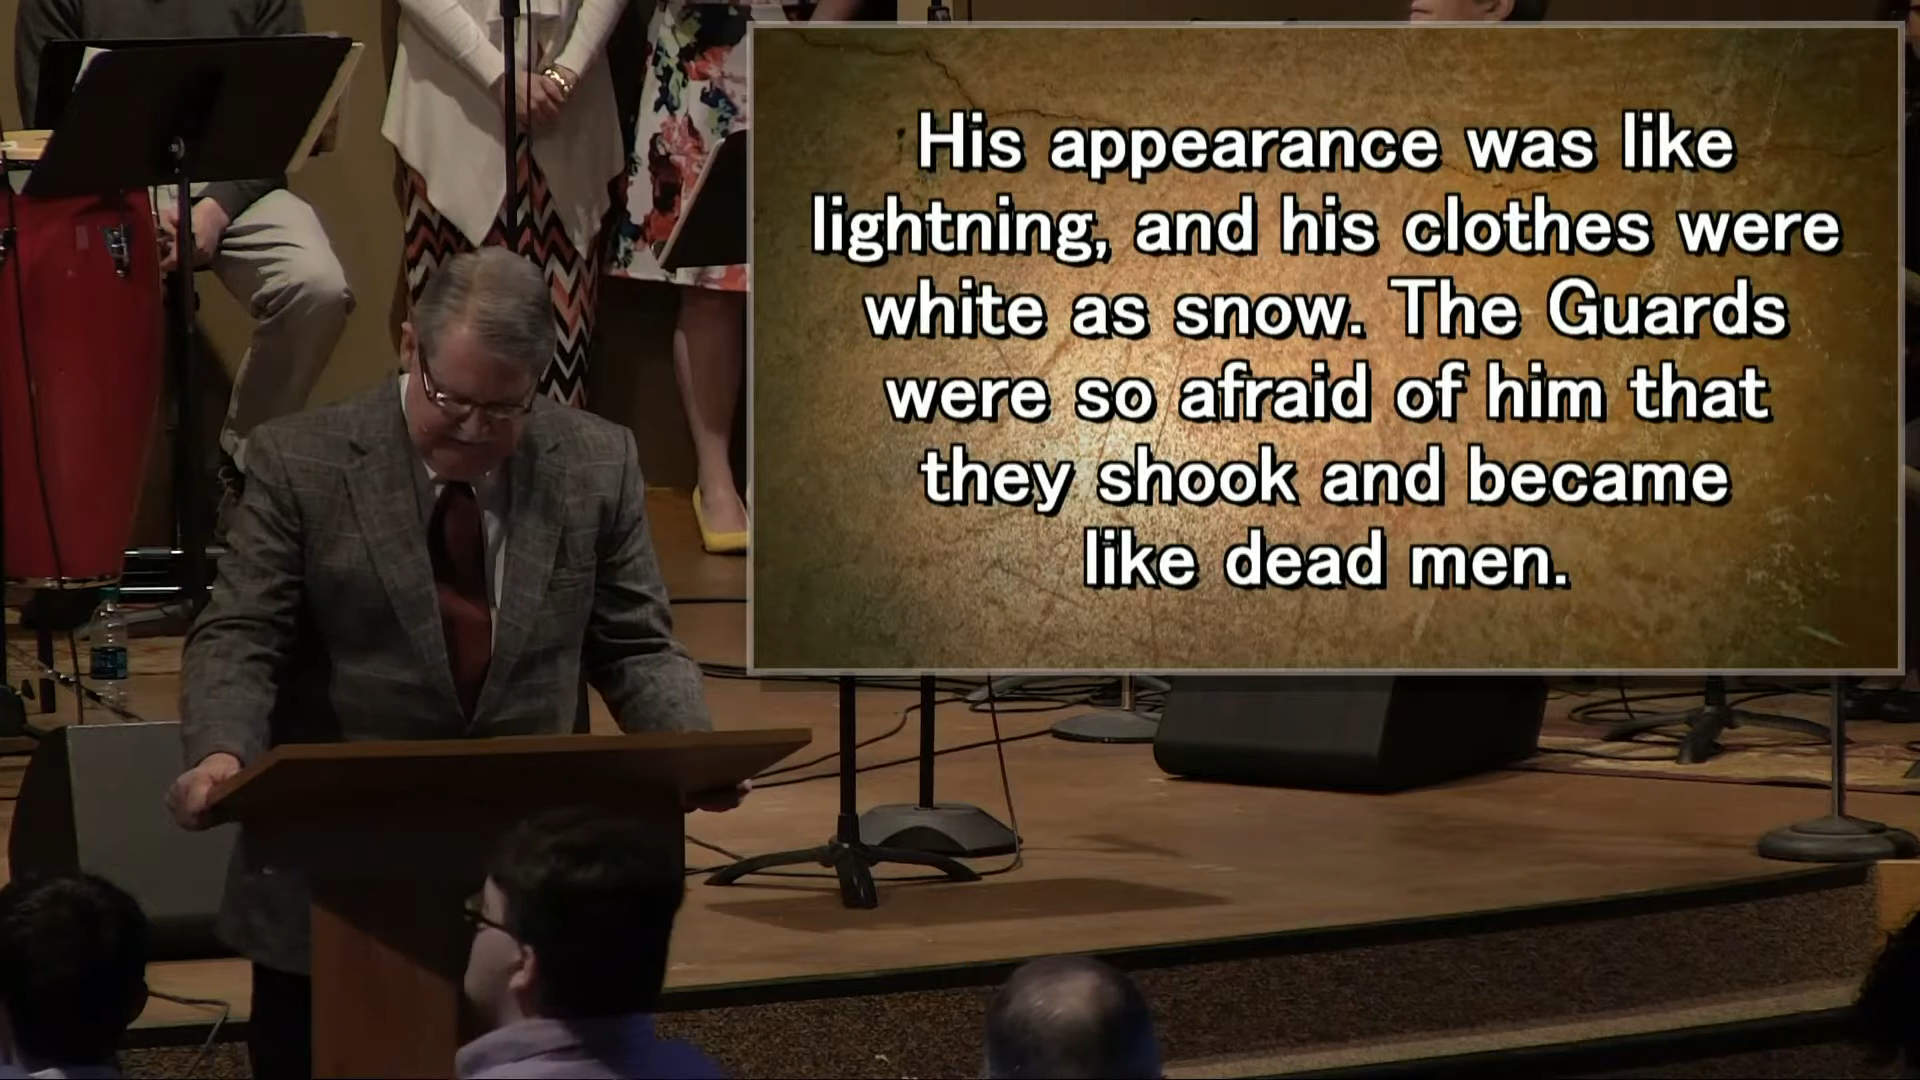 His appearance was like
lightning, and his clothes were
white as snow. The Guards
were so afraid of him that
they shook and became
like dead men.